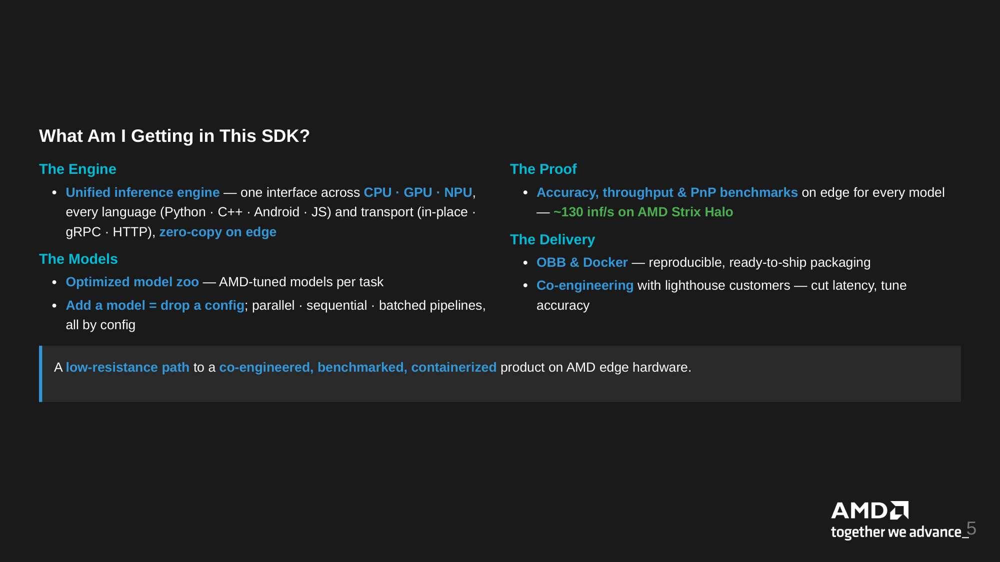 What Am I Getting in This SDK?
The Engine
• Unified inference engine — one interface across CPU · GPU · NPU,
every language (Python · C++ · Android · JS) and transport (in-place ·
gRPC · HTTP), zero-copy on edge
The Models
• Optimized model zoo — AMD-tuned models per task
• Add a model = drop a config; parallel · sequential · batched pipelines,
all by config
The Proof
• Accuracy, throughput & PnP benchmarks on edge for every model
— ~130 inf/s on AMD Strix Halo
The Delivery
• OBB & Docker — reproducible, ready-to-ship packaging
• Co-engineering with lighthouse customers — cut latency, tune
accuracy
A low-resistance path to a co-engineered, benchmarked, containerized product on AMD edge hardware.
AMD
together we advance_
5